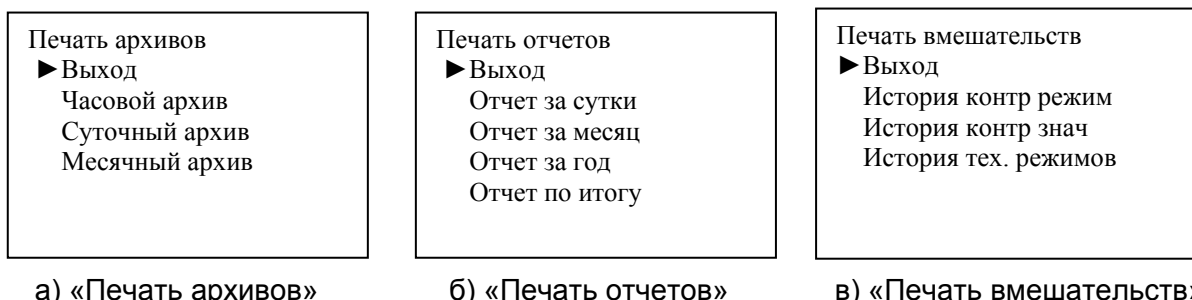 Печать архивов
►Выход
Часовой архив
Суточный архив
Месячный архив
а) «Печать архивов»
Печать отчетов
►Выход
Отчет за сутки
Отчет за месяц
Отчет за год
Отчет по итогу
б) «Печать отчетов»
Печать вмешательств
►Выход
История контр режим
История контр знач
История тех. режимов
в) «Печать вмешательств»